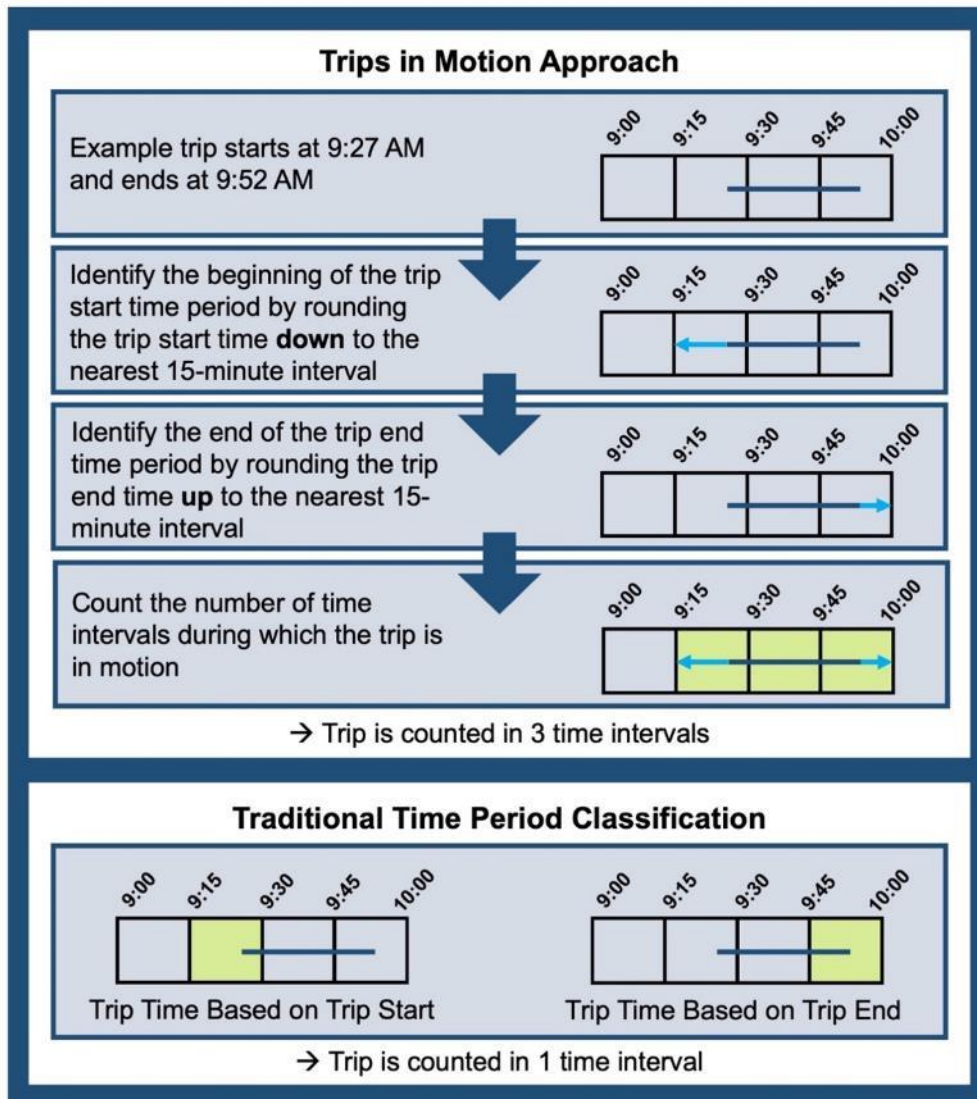 Trips in Motion Approach
Example trip starts at 9:27 AM
and ends at 9:52 AM
9:00 9:15 9:30 9:45 10:00
Identify the beginning of the trip
start time period by rounding
the trip start time down to the
nearest 15-minute interval
9:00 9:15 9:30 9:45 10:00
Identify the end of the trip end
time period by rounding the trip
end time up to the nearest 15-
minute interval
9:00 9:15 9:30 9:45 10:00
Count the number of time
intervals during which the trip is
in motion
9:00 9:15 9:30 9:45 10:00
→ Trip is counted in 3 time intervals
Traditional Time Period Classification
9:00 9:15 9:30 9:45 10:00
Trip Time Based on Trip Start
9:00 9:15 9:30 9:45 10:00
Trip Time Based on Trip End
→ Trip is counted in 1 time interval